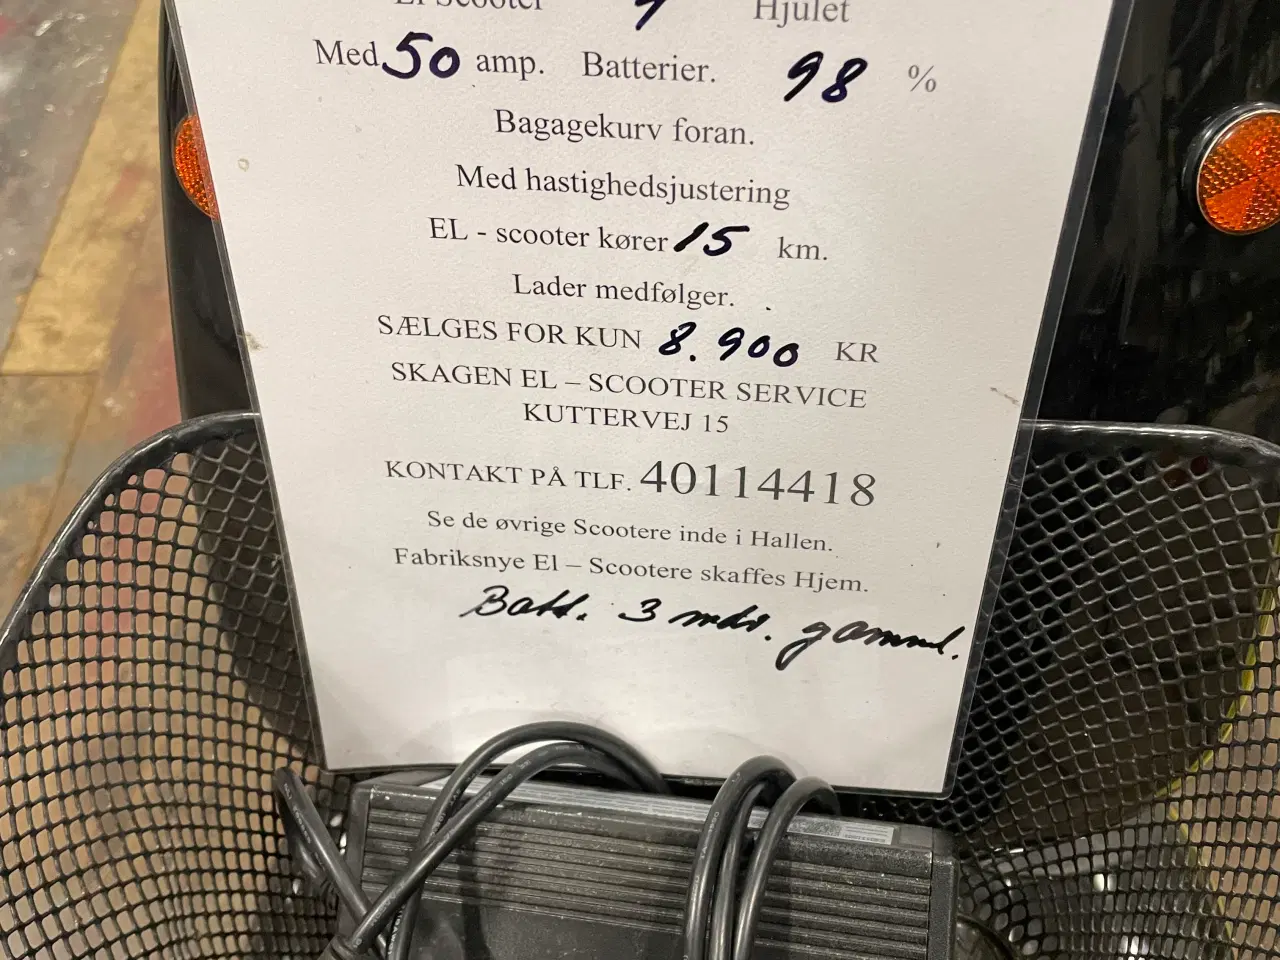 El Scooter Hjulet
Med 50 amp. Batterier. 98 %
Bagagekurv foran.
Med hastighedsjustering
EL - scooter kører 15 km.
Lader medfølger.
SÆLGES FOR KUN 8.900 KR
SKAGEN EL – SCOOTER SERVICE
KUTTERVEJ 15
KONTAKT PÅ TLF. 40114418
Se de øvrige Scootere inde i Hallen.
Fabriksnye El – Scootere skaffes Hjem.
Batt. 3 mdr. gammel.